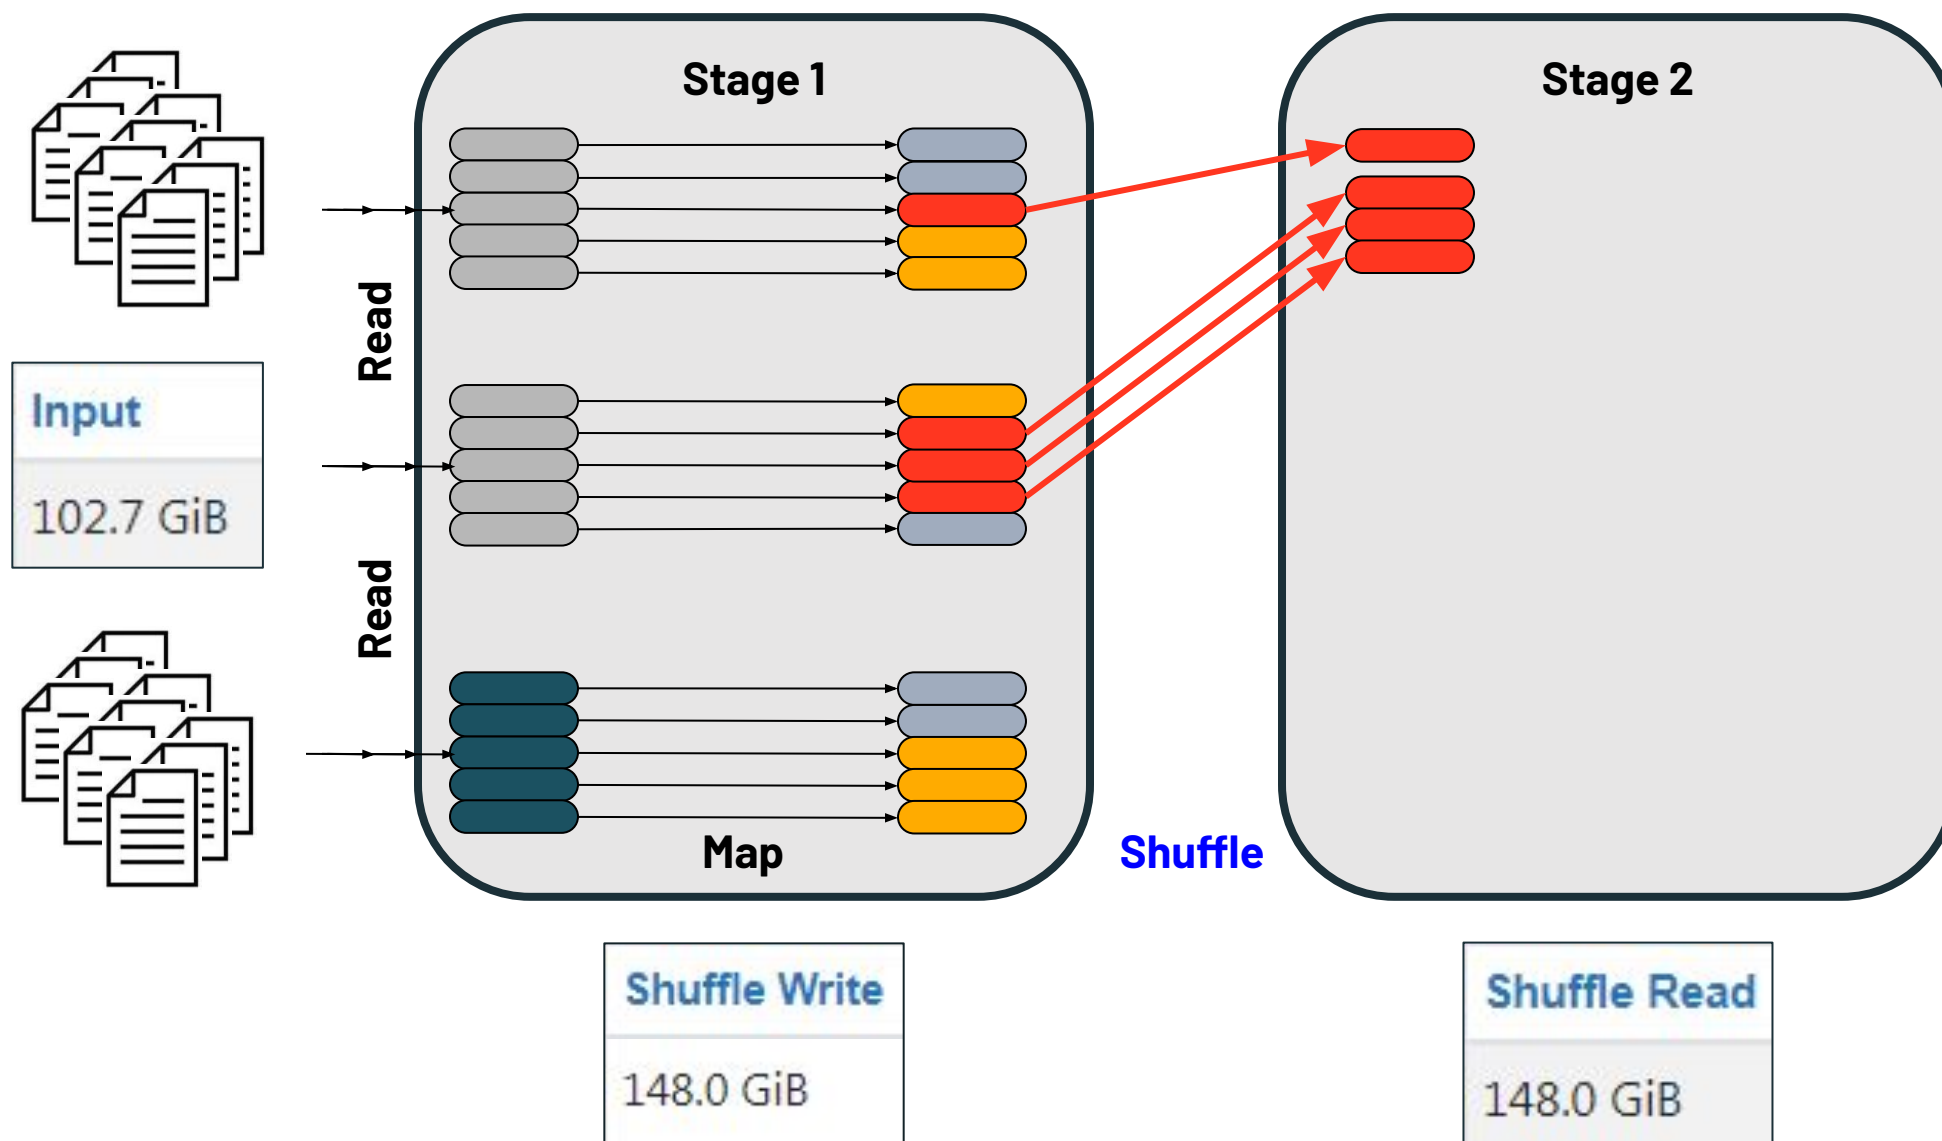 Stage 1
Stage 2
Read
Input
102.7 GiB
Read
Map
Shuffle
Shuffle Write
148.0 GiB
Shuffle Read
148.0 GiB